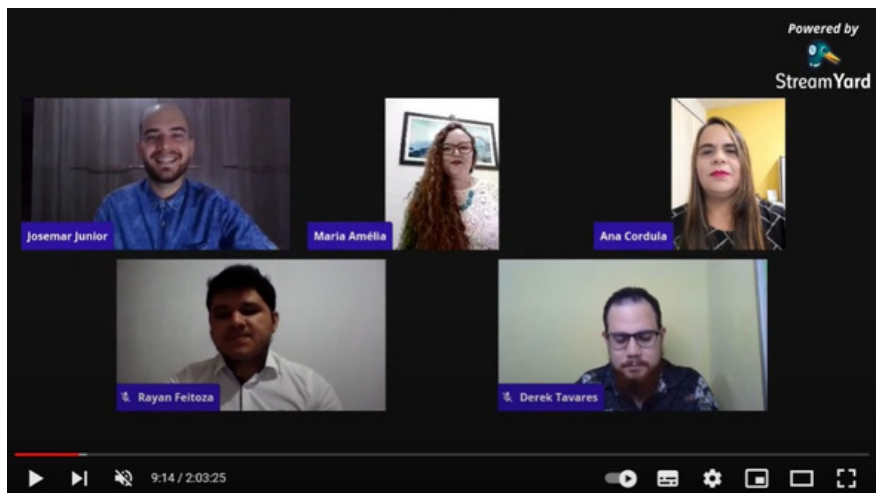 Powered by
StreamYard
Josemar Junior
Maria Amélia
Ana Cordula
Rayan Feitoza
Derek Tavares
9:14 / 2:03:25